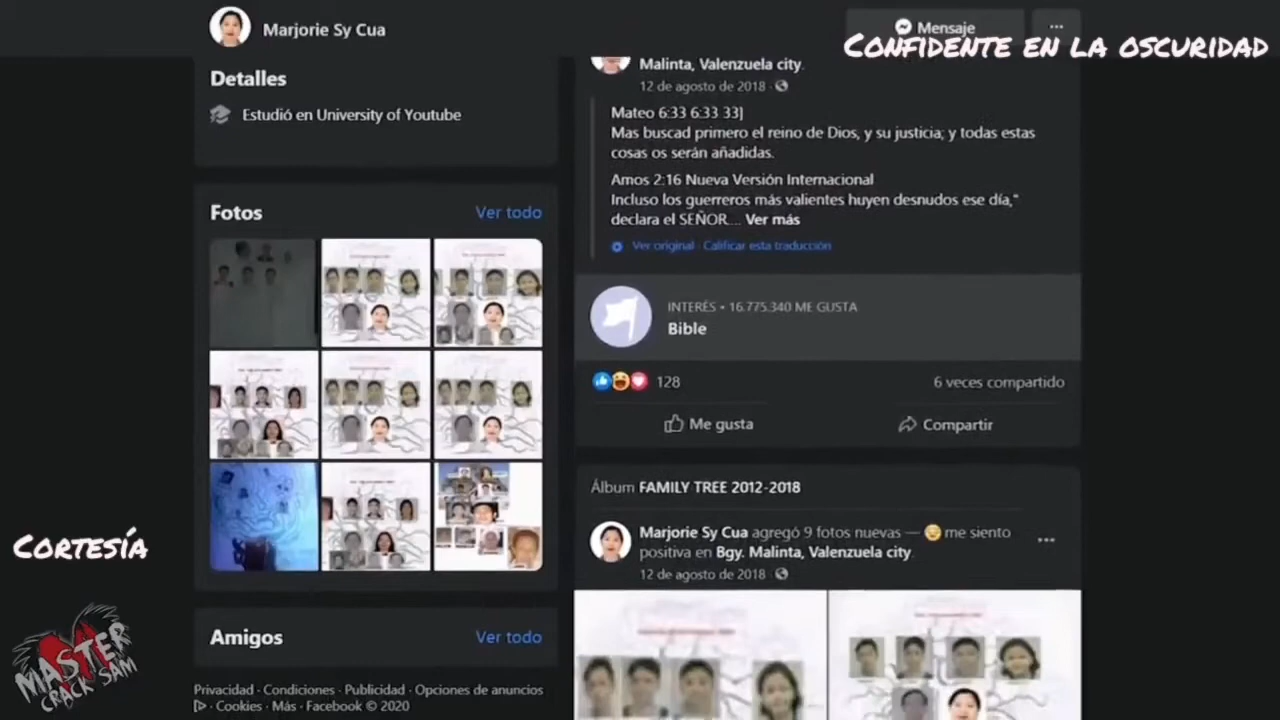 Marjorie Sy Cua
Mensaje
CONFIDENTE EN LA OSCURIDAD
Detalles
Estudió en University of Youtube
Fotos
Ver todo
Amigos
Ver todo
Privacidad · Condiciones · Publicidad · Opciones de anuncios
· Cookies · Más · Facebook © 2020
Malinta, Valenzuela city.
12 de agosto de 2018 ·
Mateo 6:33 6:33 33]
Mas buscad primero el reino de Dios, y su justicia; y todas estas
cosas os serán añadidas.
Amos 2:16 Nueva Versión Internacional
Incluso los guerreros más valientes huyen desnudos ese día,"
declara el SEÑOR.... Ver más
Ver original · Calificar esta traducción
INTERÉS • 16.775.340 ME GUSTA
Bible
128
6 veces compartido
Me gusta
Compartir
Álbum FAMILY TREE 2012-2018
Marjorie Sy Cua agregó 9 fotos nuevas — me siento
positiva en Bgy. Malinta, Valenzuela city.
12 de agosto de 2018 ·
CORTESÍA
MASTER
CRACK SAM